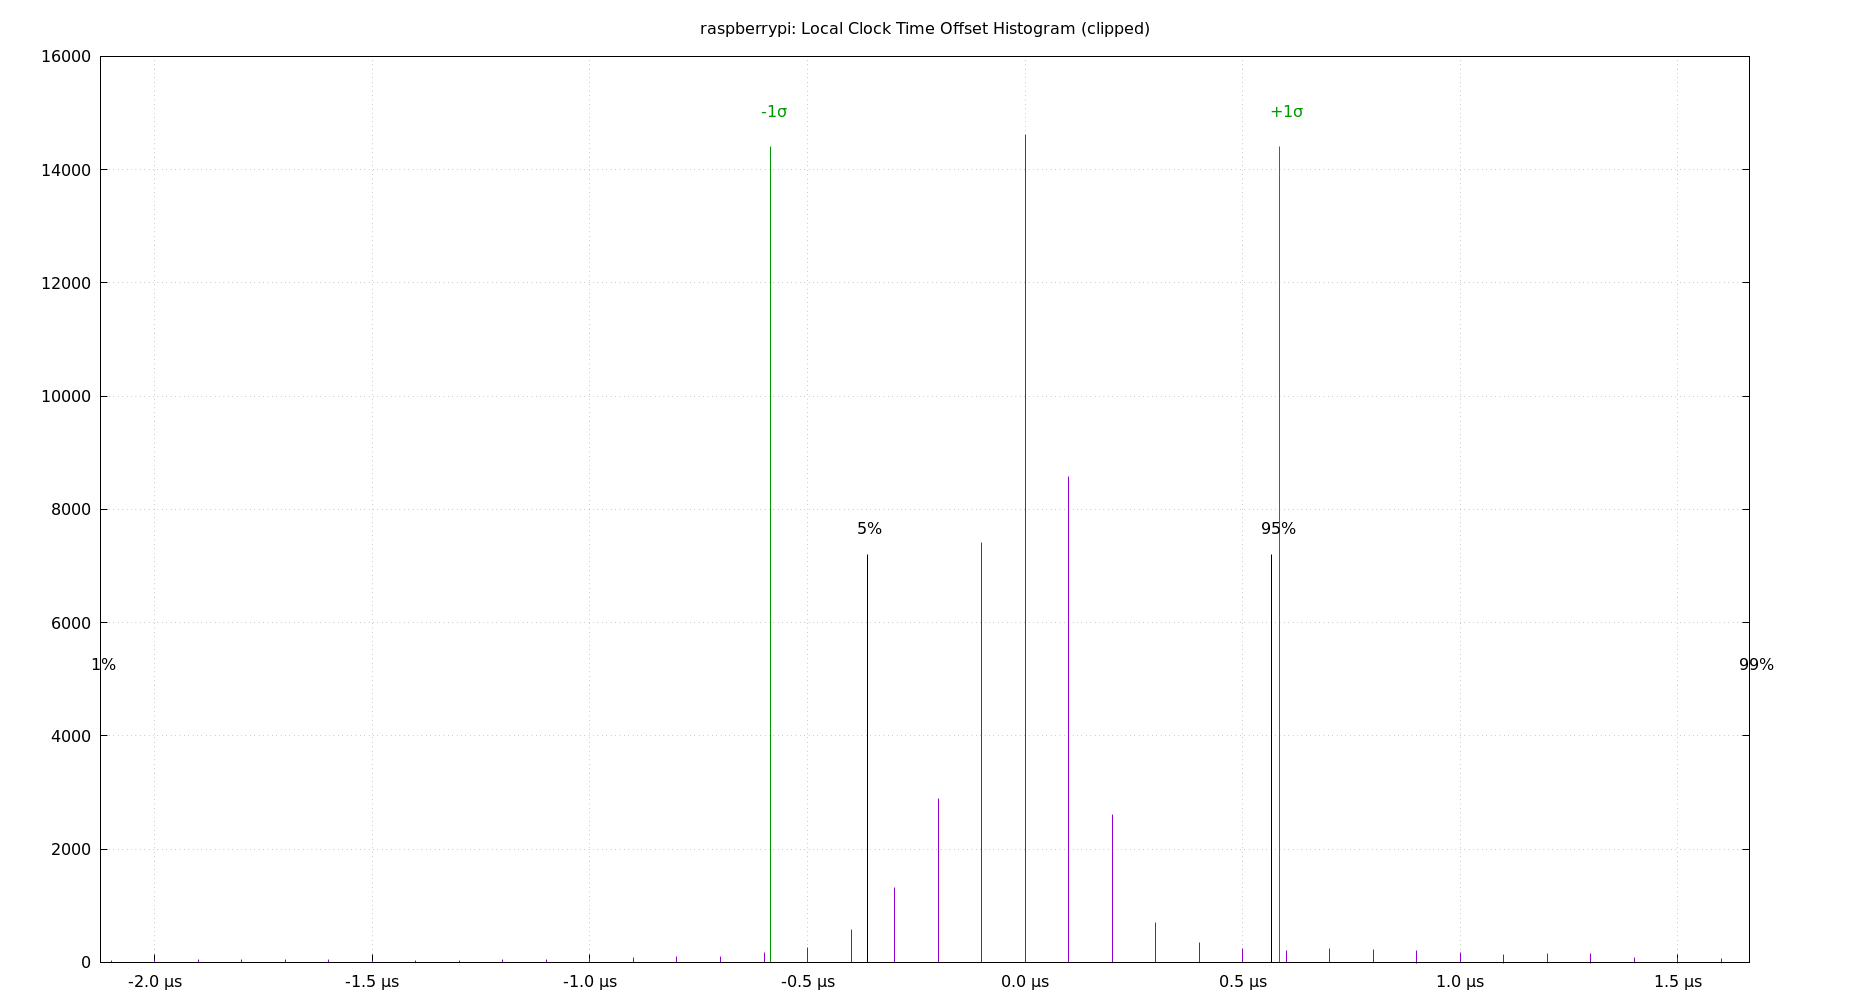 raspberrypi: Local Clock Time Offset Histogram (clipped)
16000
-1σ
+1σ
14000
12000
10000
8000
5%
95%
6000
1%
99%
4000
2000
0
-2.0 μs
-1.5 μs
-1.0 μs
-0.5 μs
0.0 μs
0.5 μs
1.0 μs
1.5 μs